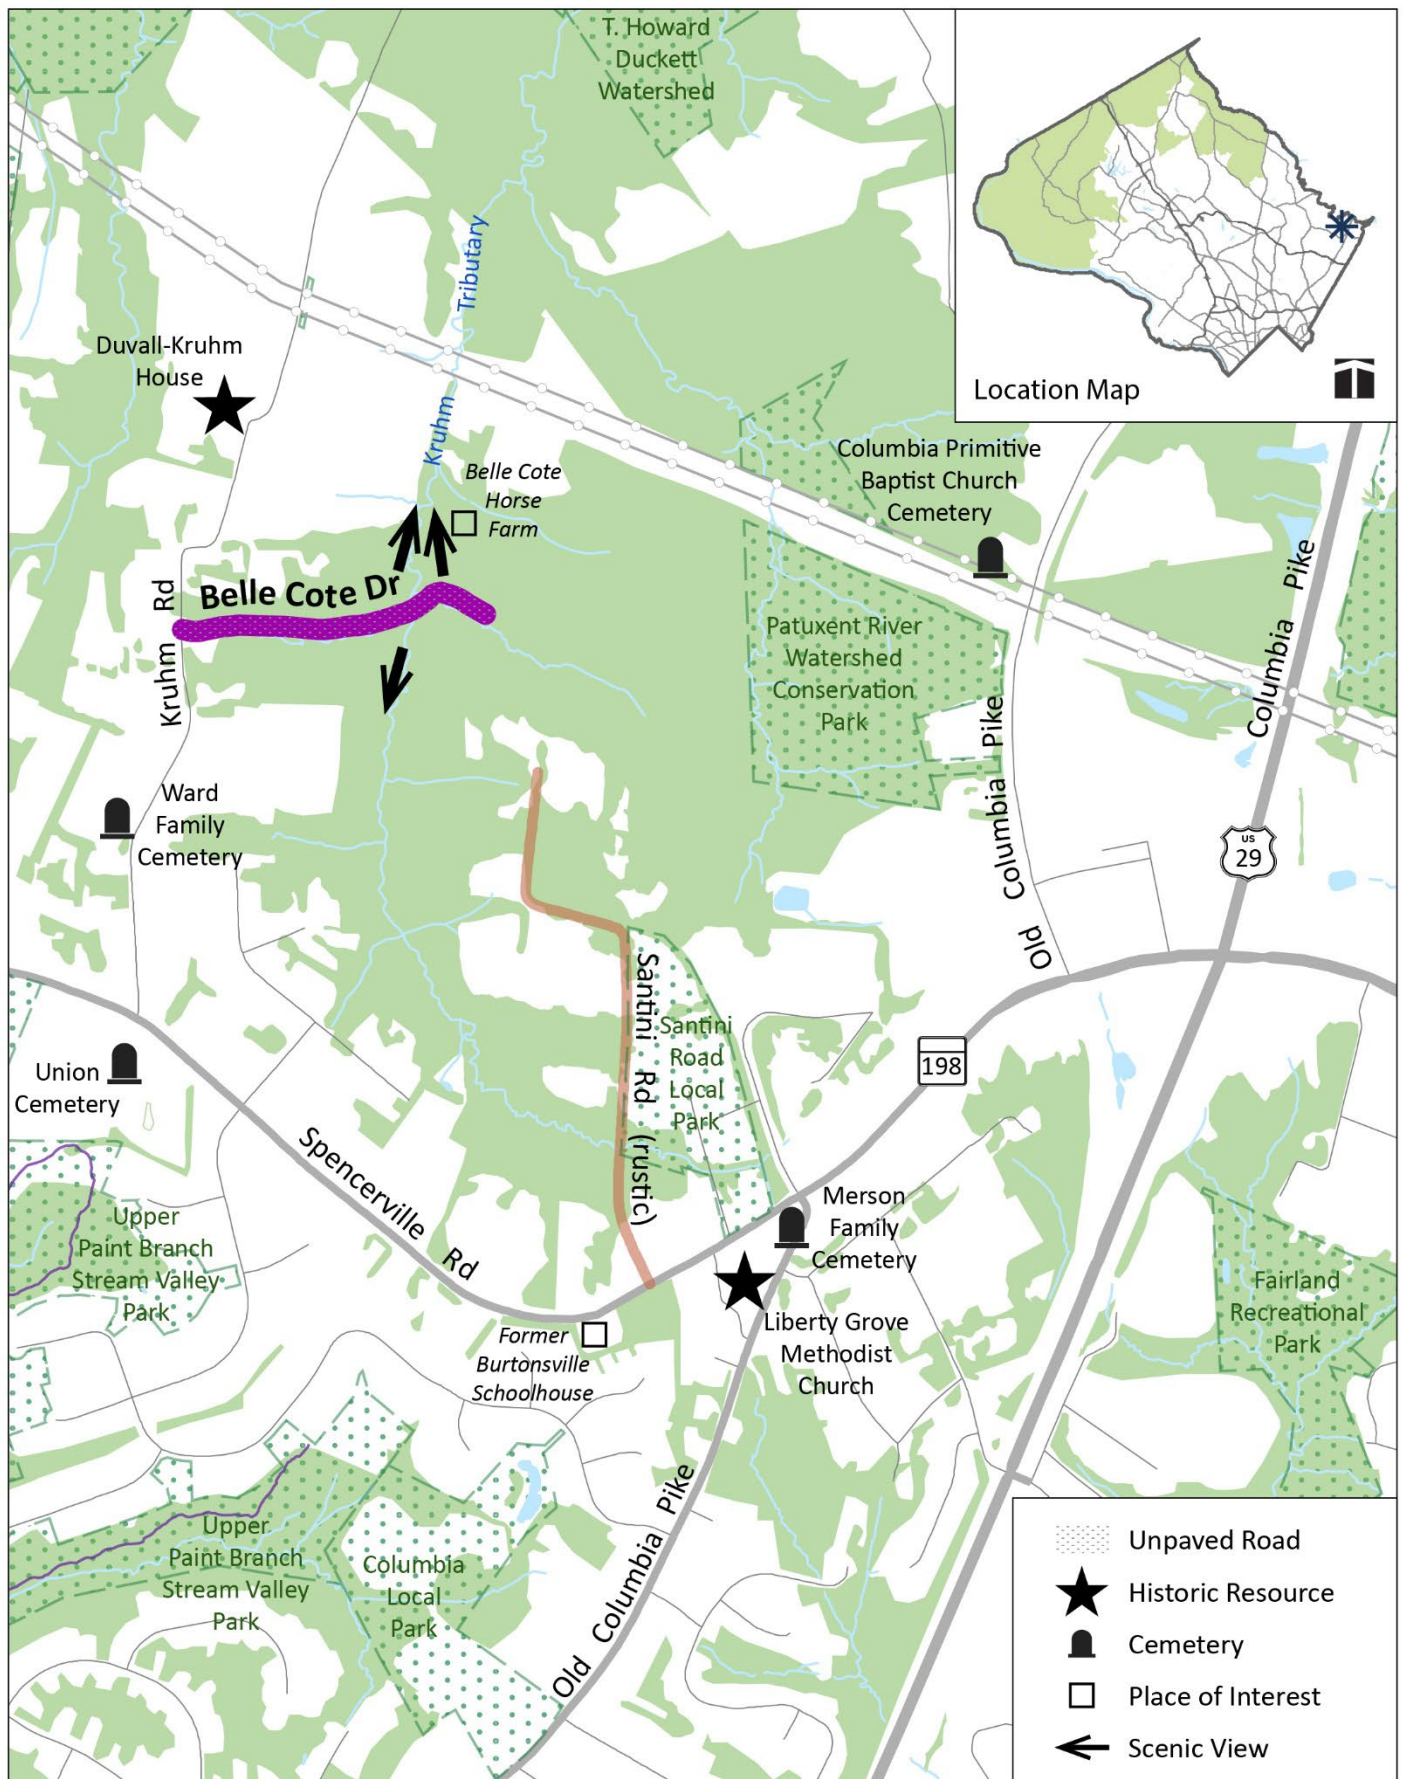 T. Howard
Duckett
Watershed
Location Map
Tributary
Duvall-Kruhm
House
Kruhm
Belle Cote
Horse
Farm
Columbia Primitive
Baptist Church
Cemetery
Belle Cote Dr
Kruhm Rd
Patuxent River
Watershed
Conservation
Park
Columbia Pike
Old Columbia Pike
Ward
Family
Cemetery
US
29
Santini Rd (rustic)
Santini
Road
Local
Park
198
Union
Cemetery
Spencerville Rd
Merson
Family
Cemetery
Upper
Paint Branch
Stream Valley
Park
Fairland
Recreational
Park
Former
Burtonsville
Schoolhouse
Liberty Grove
Methodist
Church
Old Columbia Pike
Upper
Paint Branch
Stream Valley
Park
Columbia
Local
Park
Unpaved Road
Historic Resource
Cemetery
Place of Interest
Scenic View